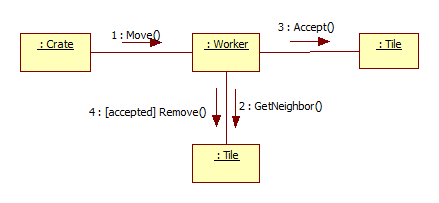 1 : Move()
3 : Accept()
: Crate
: Worker
: Tile
4 : [accepted] Remove()
2 : GetNeighbor()
: Tile